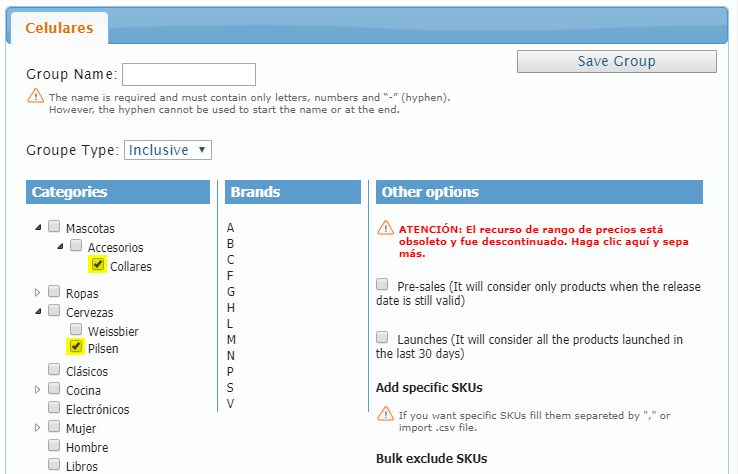 Celulares
Save Group
Group Name:
The name is required and must contain only letters, numbers and “-” (hyphen).
However, the hyphen cannot be used to start the name or at the end.
Groupe Type: Inclusive
Categories
Mascotas
Accesorios
Collares
Ropas
Cervezas
Weissbier
Pilsen
Clásicos
Cocina
Electrónicos
Mujer
Hombre
Libros
Brands
A
B
C
F
G
H
L
M
N
P
S
V
Other options
ATENCIÓN: El recurso de rango de precios está
obsoleto y fue descontinuado. Haga clic aquí y sepa
más.
Pre-sales (It will consider only products when the release
date is still valid)
Launches (It will consider all the products launched in
the last 30 days)
Add specific SKUs
If you want specific SKUs fill them separeted by "," or
import .csv file.
Bulk exclude SKUs